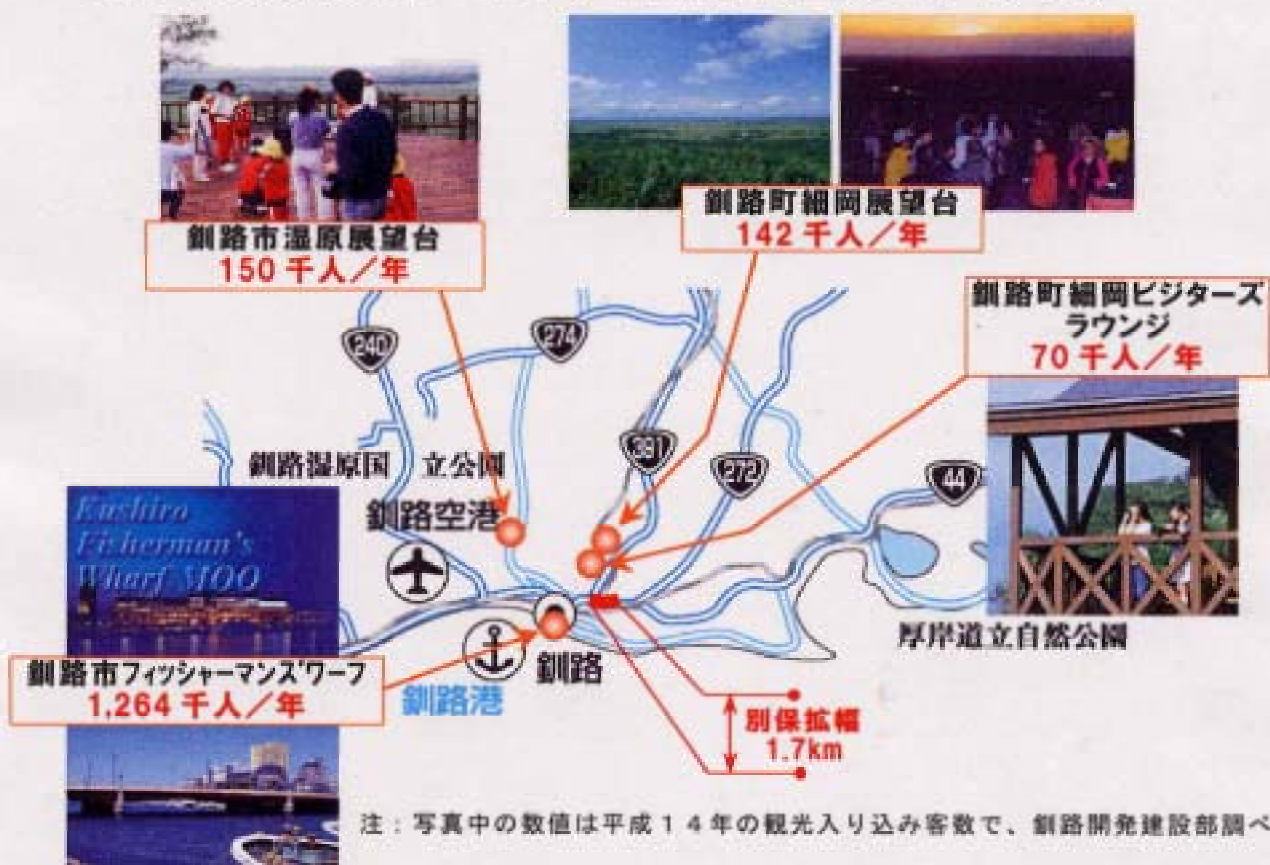 釧路市湿原展望台
150 千人／年
釧路町細岡展望台
142 千人／年
釧路町細岡ビジターズ
ラウンジ
70 千人／年
240
274
391
272
44
釧路湿原国 立公園
釧路空港
Kushiro
Fisherman's
Wharf MOO
厚岸道立自然公園
釧路市フィッシャーマンズワーフ
1,264 千人／年
釧路
釧路港
別保拡幅
1.7km
注：写真中の数値は平成１４年の観光入り込み客数で、釧路開発建設部調べ